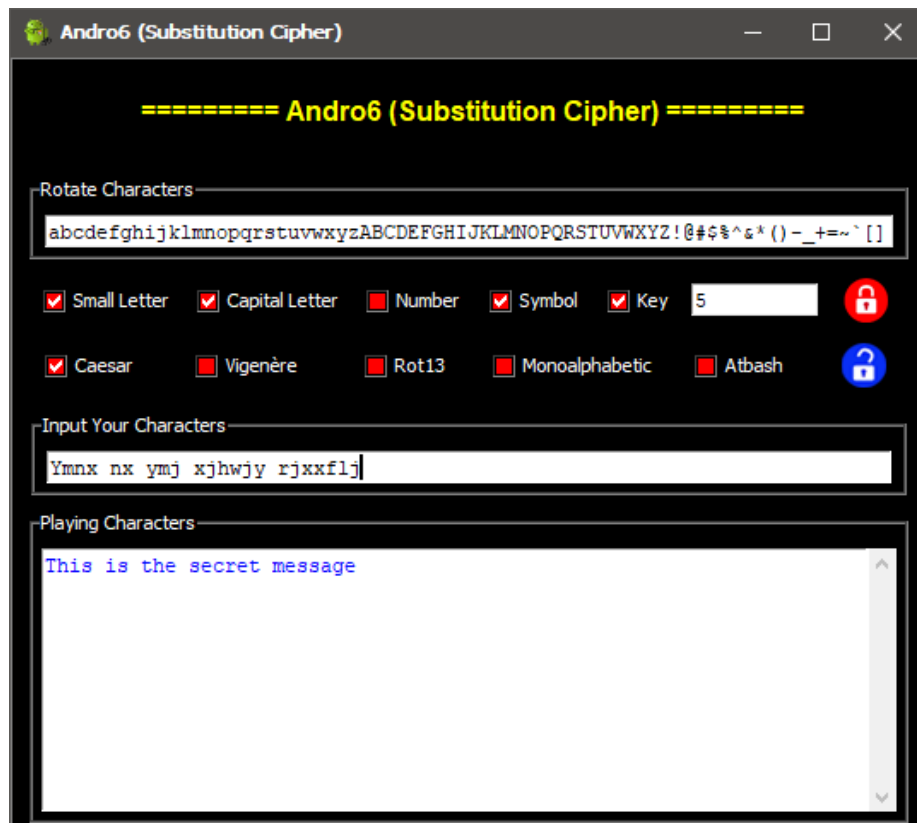 Andro6 (Substitution Cipher)
========= Andro6 (Substitution Cipher) =========
Rotate Characters
abcdefghijklmnopqrstuvwxyzABCDEFGHIJKLMNOPQRSTUVWXYZ!@#$%^&*()-_+=~`[]
Small Letter Capital Letter Number Symbol Key 5
Caesar Vigenère Rot13 Monoalphabetic Atbash
Input Your Characters
Ymnx nx ymj xjhwjy rjxxflj
Playing Characters
This is the secret message